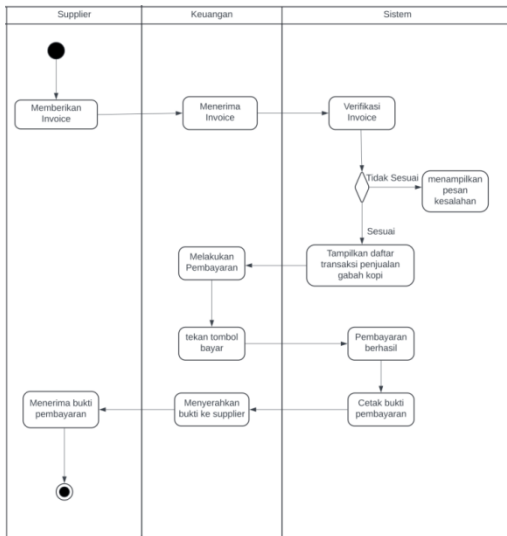 Supplier
Keuangan
Sistem
Memberikan
Invoice
Menerima
Invoice
Verifikasi
Invoice
Tidak Sesuai
menampilkan
pesan
kesalahan
Sesuai
Tampilkan daftar
transaksi penjualan
gabah kopi
Melakukan
Pembayaran
tekan tombol
bayar
Pembayaran
berhasil
Cetak bukti
pembayaran
Menyerahkan
bukti ke supplier
Menerima bukti
pembayaran